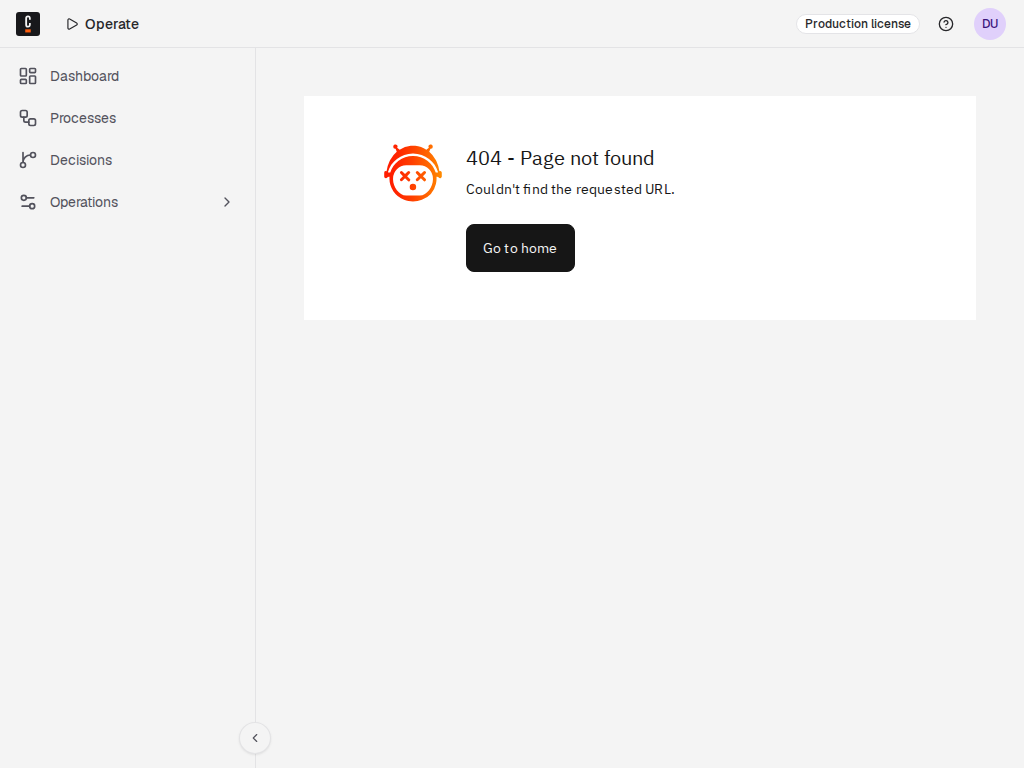 Operate
Production license
DU
Dashboard
Processes
Decisions
Operations
404 - Page not found
Couldn't find the requested URL.
Go to home